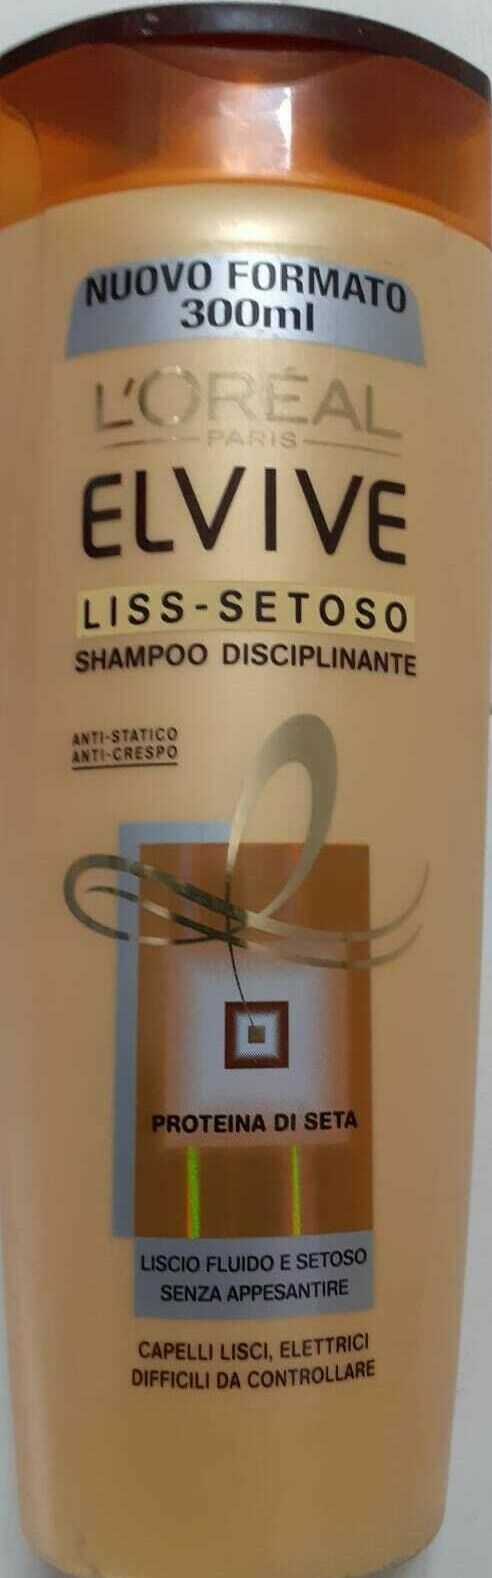 NUOVO FORMATO
300ml
L'ORÉAL
PARIS
ELVIVE
LISS-SETOSO
SHAMPOO DISCIPLINANTE
ANTI-STATICO
ANTI-CRESPO
PROTEINA DI SETA
LISCIO FLUIDO E SETOSO
SENZA APPESANTIRE
CAPELLI LISCI, ELETTRICI
DIFFICILI DA CONTROLLARE